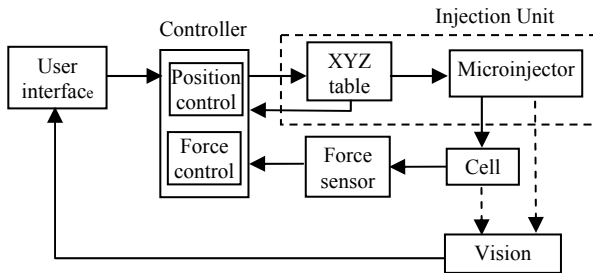 Injection Unit
Controller
User
interface
Position
control
XYZ
table
Microinjector
Force
control
Force
sensor
Cell
Vision